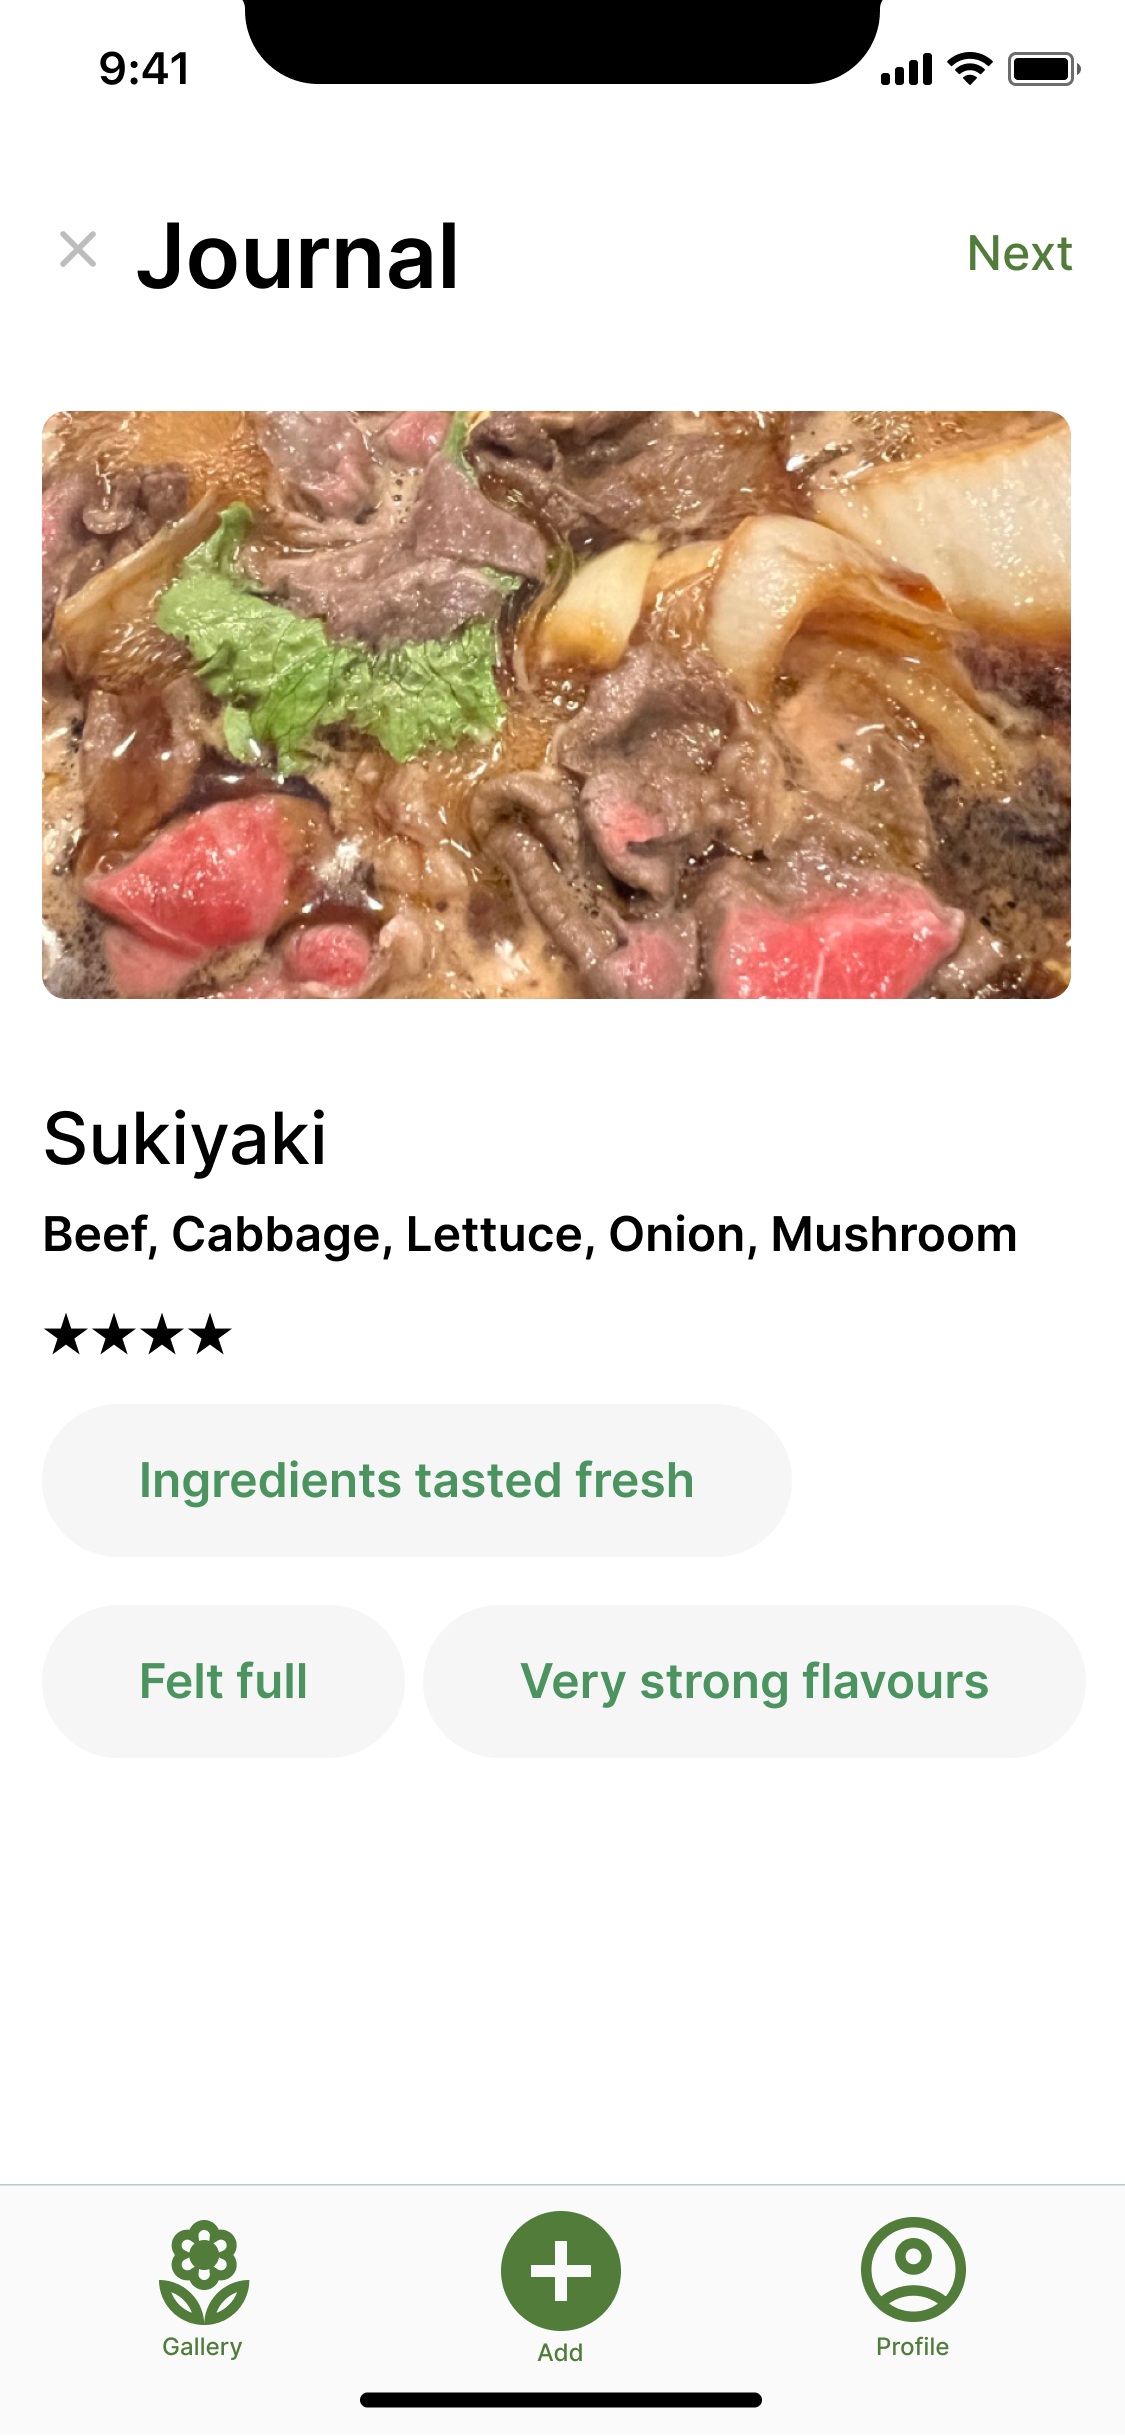 9:41
Journal
Next
Sukiyaki
Beef, Cabbage, Lettuce, Onion, Mushroom
★★★★
Ingredients tasted fresh
Felt full
Very strong flavours
Gallery
Add
Profile